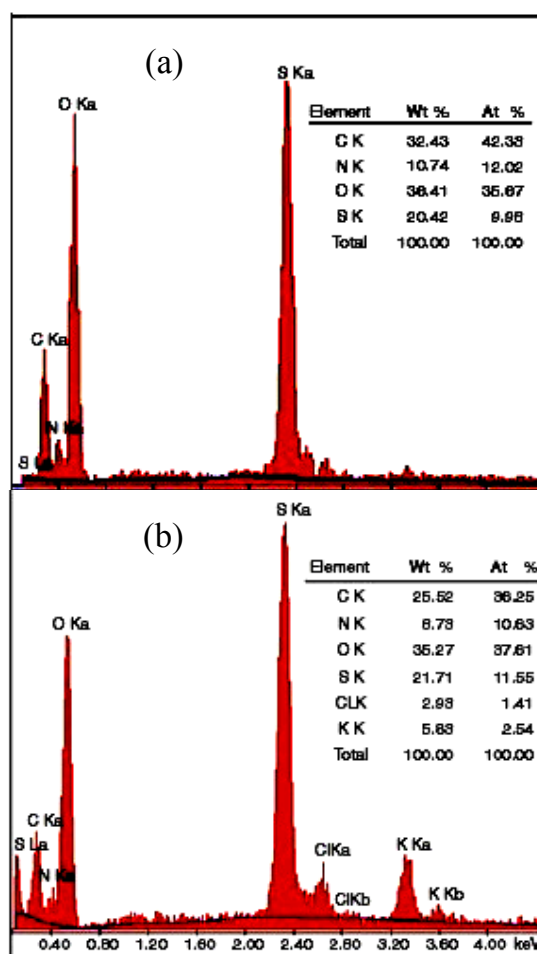 (a)
S Ka
O Ka
Element Wt % At %
C K 32.43 42.33
N K 10.74 12.02
O K 36.41 35.67
S K 20.42 9.98
Total 100.00 100.00
C Ka
N Ka
S La
(b)
S Ka
Element Wt % At %
C K 25.52 36.25
N K 8.73 10.63
O K 35.27 37.61
S K 21.71 11.55
CLK 2.93 1.41
K K 5.83 2.54
Total 100.00 100.00
O Ka
C Ka
S La
N Ka
ClKa
ClKb
K Ka
K Kb
0.40 0.80 1.20 1.60 2.00 2.40 2.80 3.20 3.60 4.00 keV